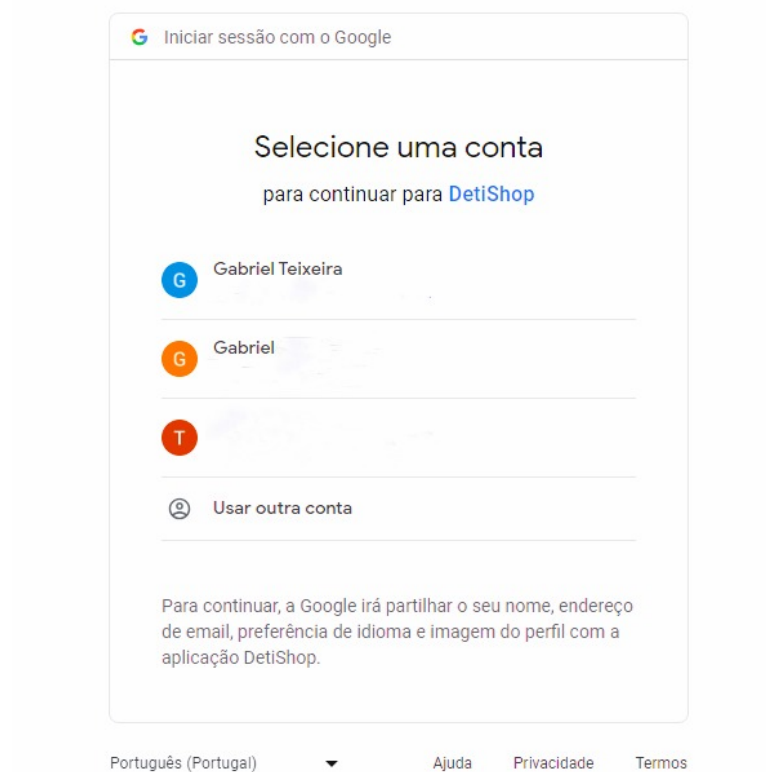 Iniciar sessão com o Google
Selecione uma conta
para continuar para DetiShop
G Gabriel Teixeira
G Gabriel
T
Usar outra conta
Para continuar, a Google irá partilhar o seu nome, endereço
de email, preferência de idioma e imagem do perfil com a
aplicação DetiShop.
Português (Portugal) Ajuda Privacidade Termos